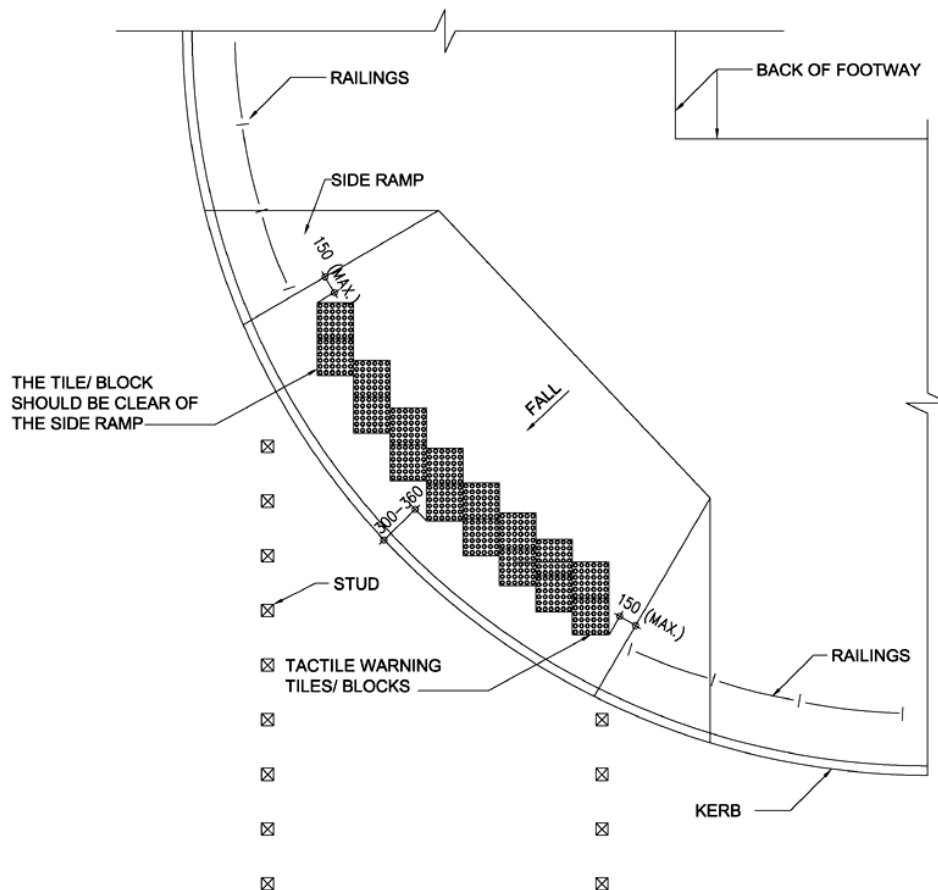 RAILINGS
BACK OF FOOTWAY
SIDE RAMP
150 (MAX.)
THE TILE/ BLOCK
SHOULD BE CLEAR OF
THE SIDE RAMP
FALL
300-360
STUD
150 (MAX.)
TACTILE WARNING
TILES/ BLOCKS
RAILINGS
KERB